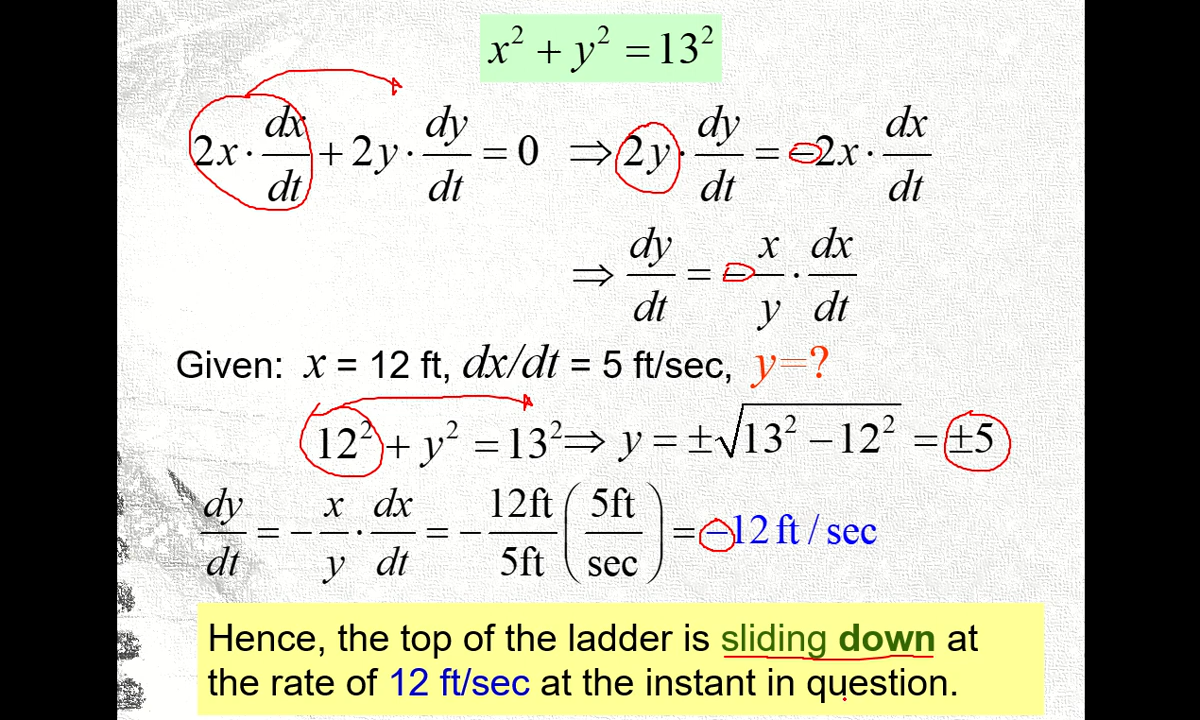 x² + y² = 13²
2x · dx/dt + 2y · dy/dt = 0 ⇒ 2y · dy/dt = −2x · dx/dt
⇒ dy/dt = − x/y · dx/dt
Given: x = 12 ft, dx/dt = 5 ft/sec, y=?
12² + y² = 13² ⇒ y = ±√(13² − 12²) = ±5
dy/dt = − x/y · dx/dt = − 12ft/5ft (5ft/sec) = −12 ft / sec
Hence, the top of the ladder is sliding down at
the rate of 12 ft/sec at the instant in question.